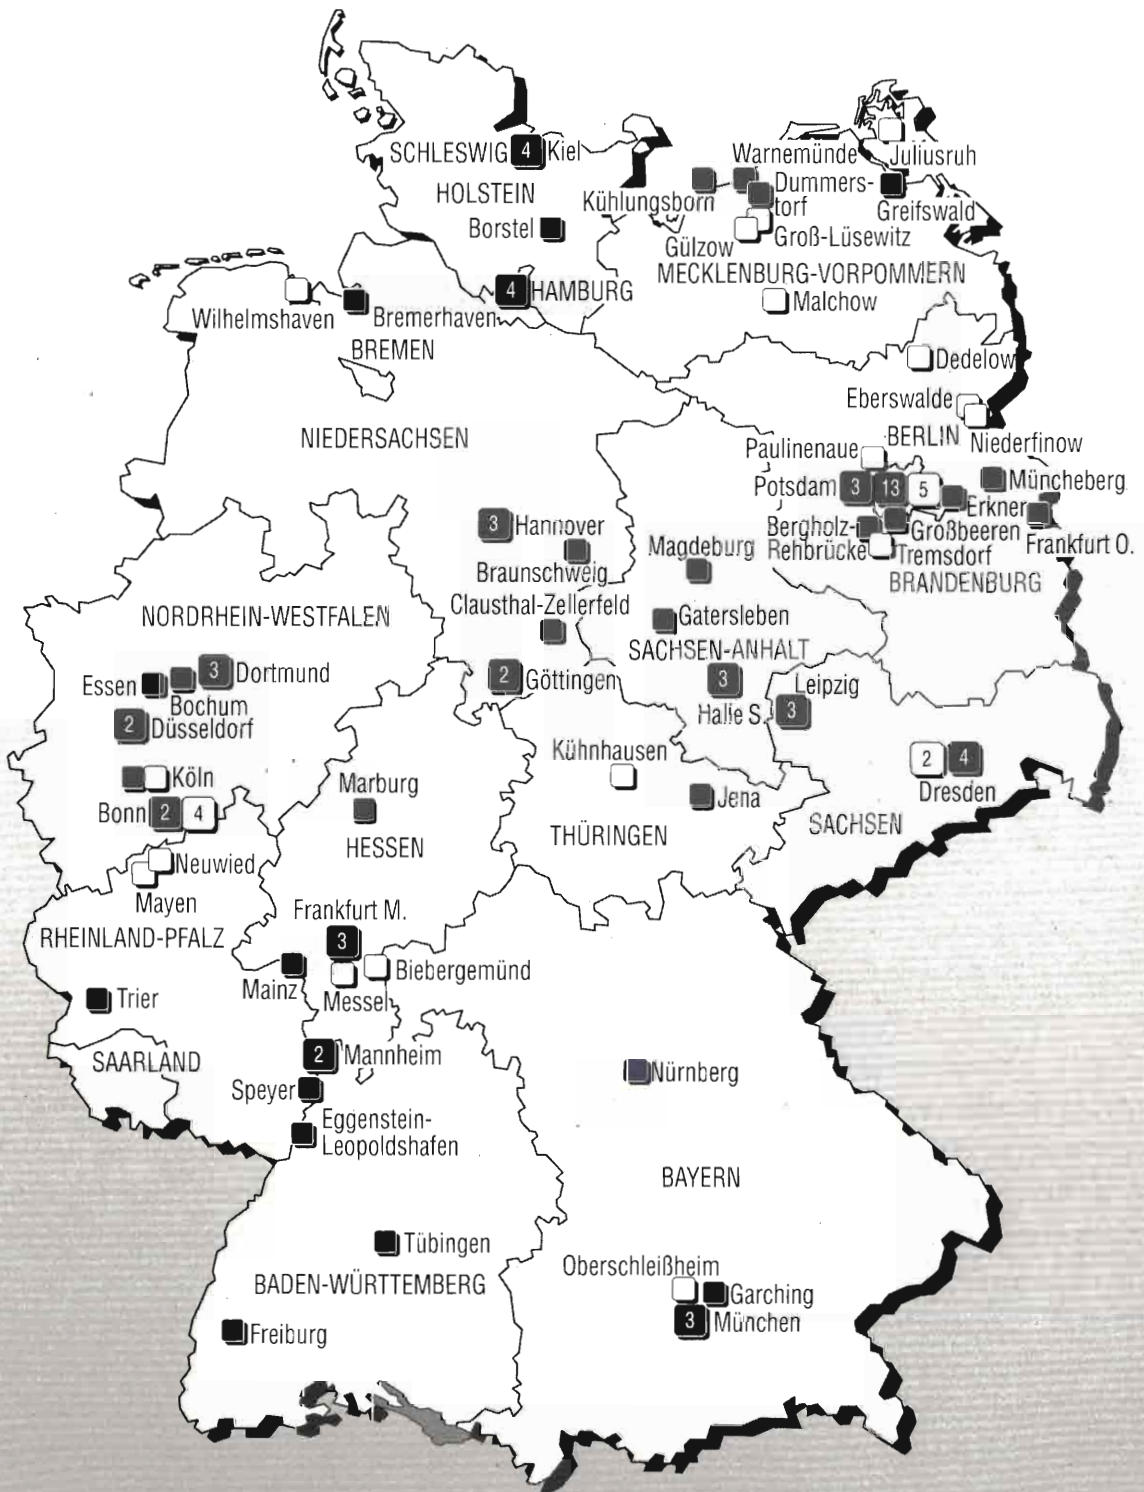 SCHLESWIG 4 Kiel
HOLSTEIN
Borstel
Warnemünde
Juliusruh
Kühlungsborn
Dummers-
torf
Greifswald
Gülzow
Groß-Lüsewitz
MECKLENBURG-VORPOMMERN
Malchow
4 HAMBURG
Wilhelmshaven
Bremerhaven
BREMEN
Dedelow
Eberswalde
Niederfinow
NIEDERSACHSEN
BERLIN
Paulinenaue
Potsdam 3 13 5
Müncheberg
Erkner
3 Hannover
Bergholz-
Rehbrücke
Großbeeren
Tremsdorf
Frankfurt O.
BRANDENBURG
Braunschweig
Magdeburg
Clausthal-Zellerfeld
Gatersleben
NORDRHEIN-WESTFALEN
SACHSEN-ANHALT
Essen
Bochum
3 Dortmund
2 Göttingen
3
Halle S.
Leipzig
3
2 Düsseldorf
Köln
Bonn 2 4
Kühnhausen
2 4
Dresden
Marburg
Jena
HESSEN
THÜRINGEN
SACHSEN
Neuwied
Mayen
Frankfurt M.
3
RHEINLAND-PFALZ
Mainz
Messel
Biebergemünd
Trier
SAARLAND
2 Mannheim
Speyer
Nürnberg
Eggenstein-
Leopoldshafen
BAYERN
Tübingen
BADEN-WÜRTTEMBERG
Oberschleißheim
Garching
3 München
Freiburg